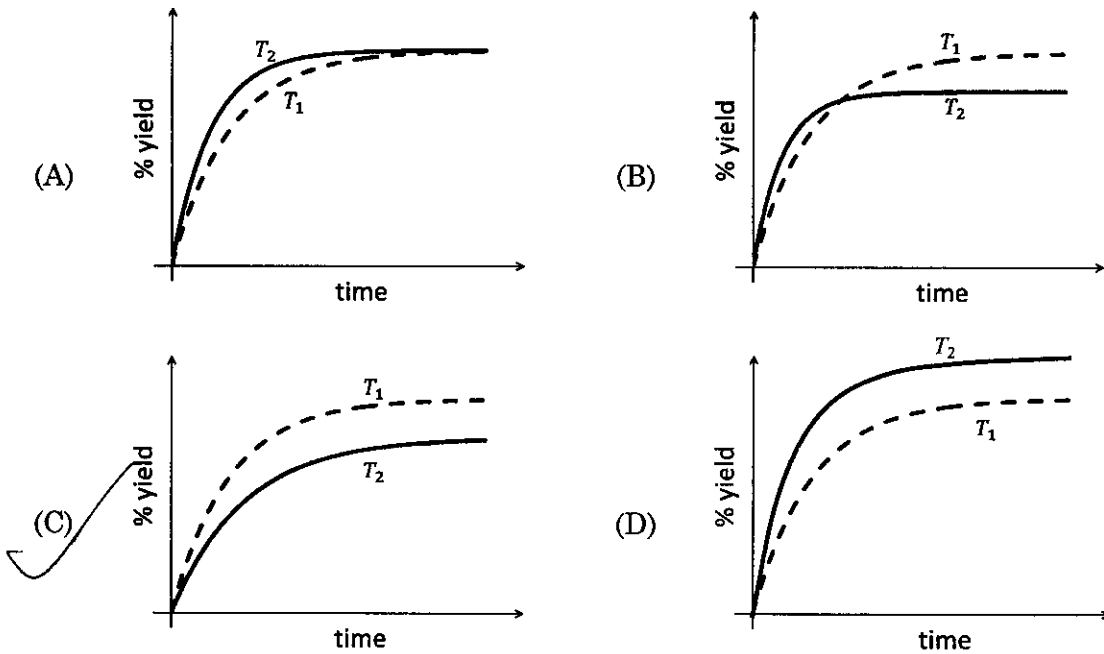 T₂
T₁
% yield
(A)
time
T₁
T₂
% yield
(B)
time
T₁
T₂
% yield
(C)
time
T₂
T₁
% yield
(D)
time